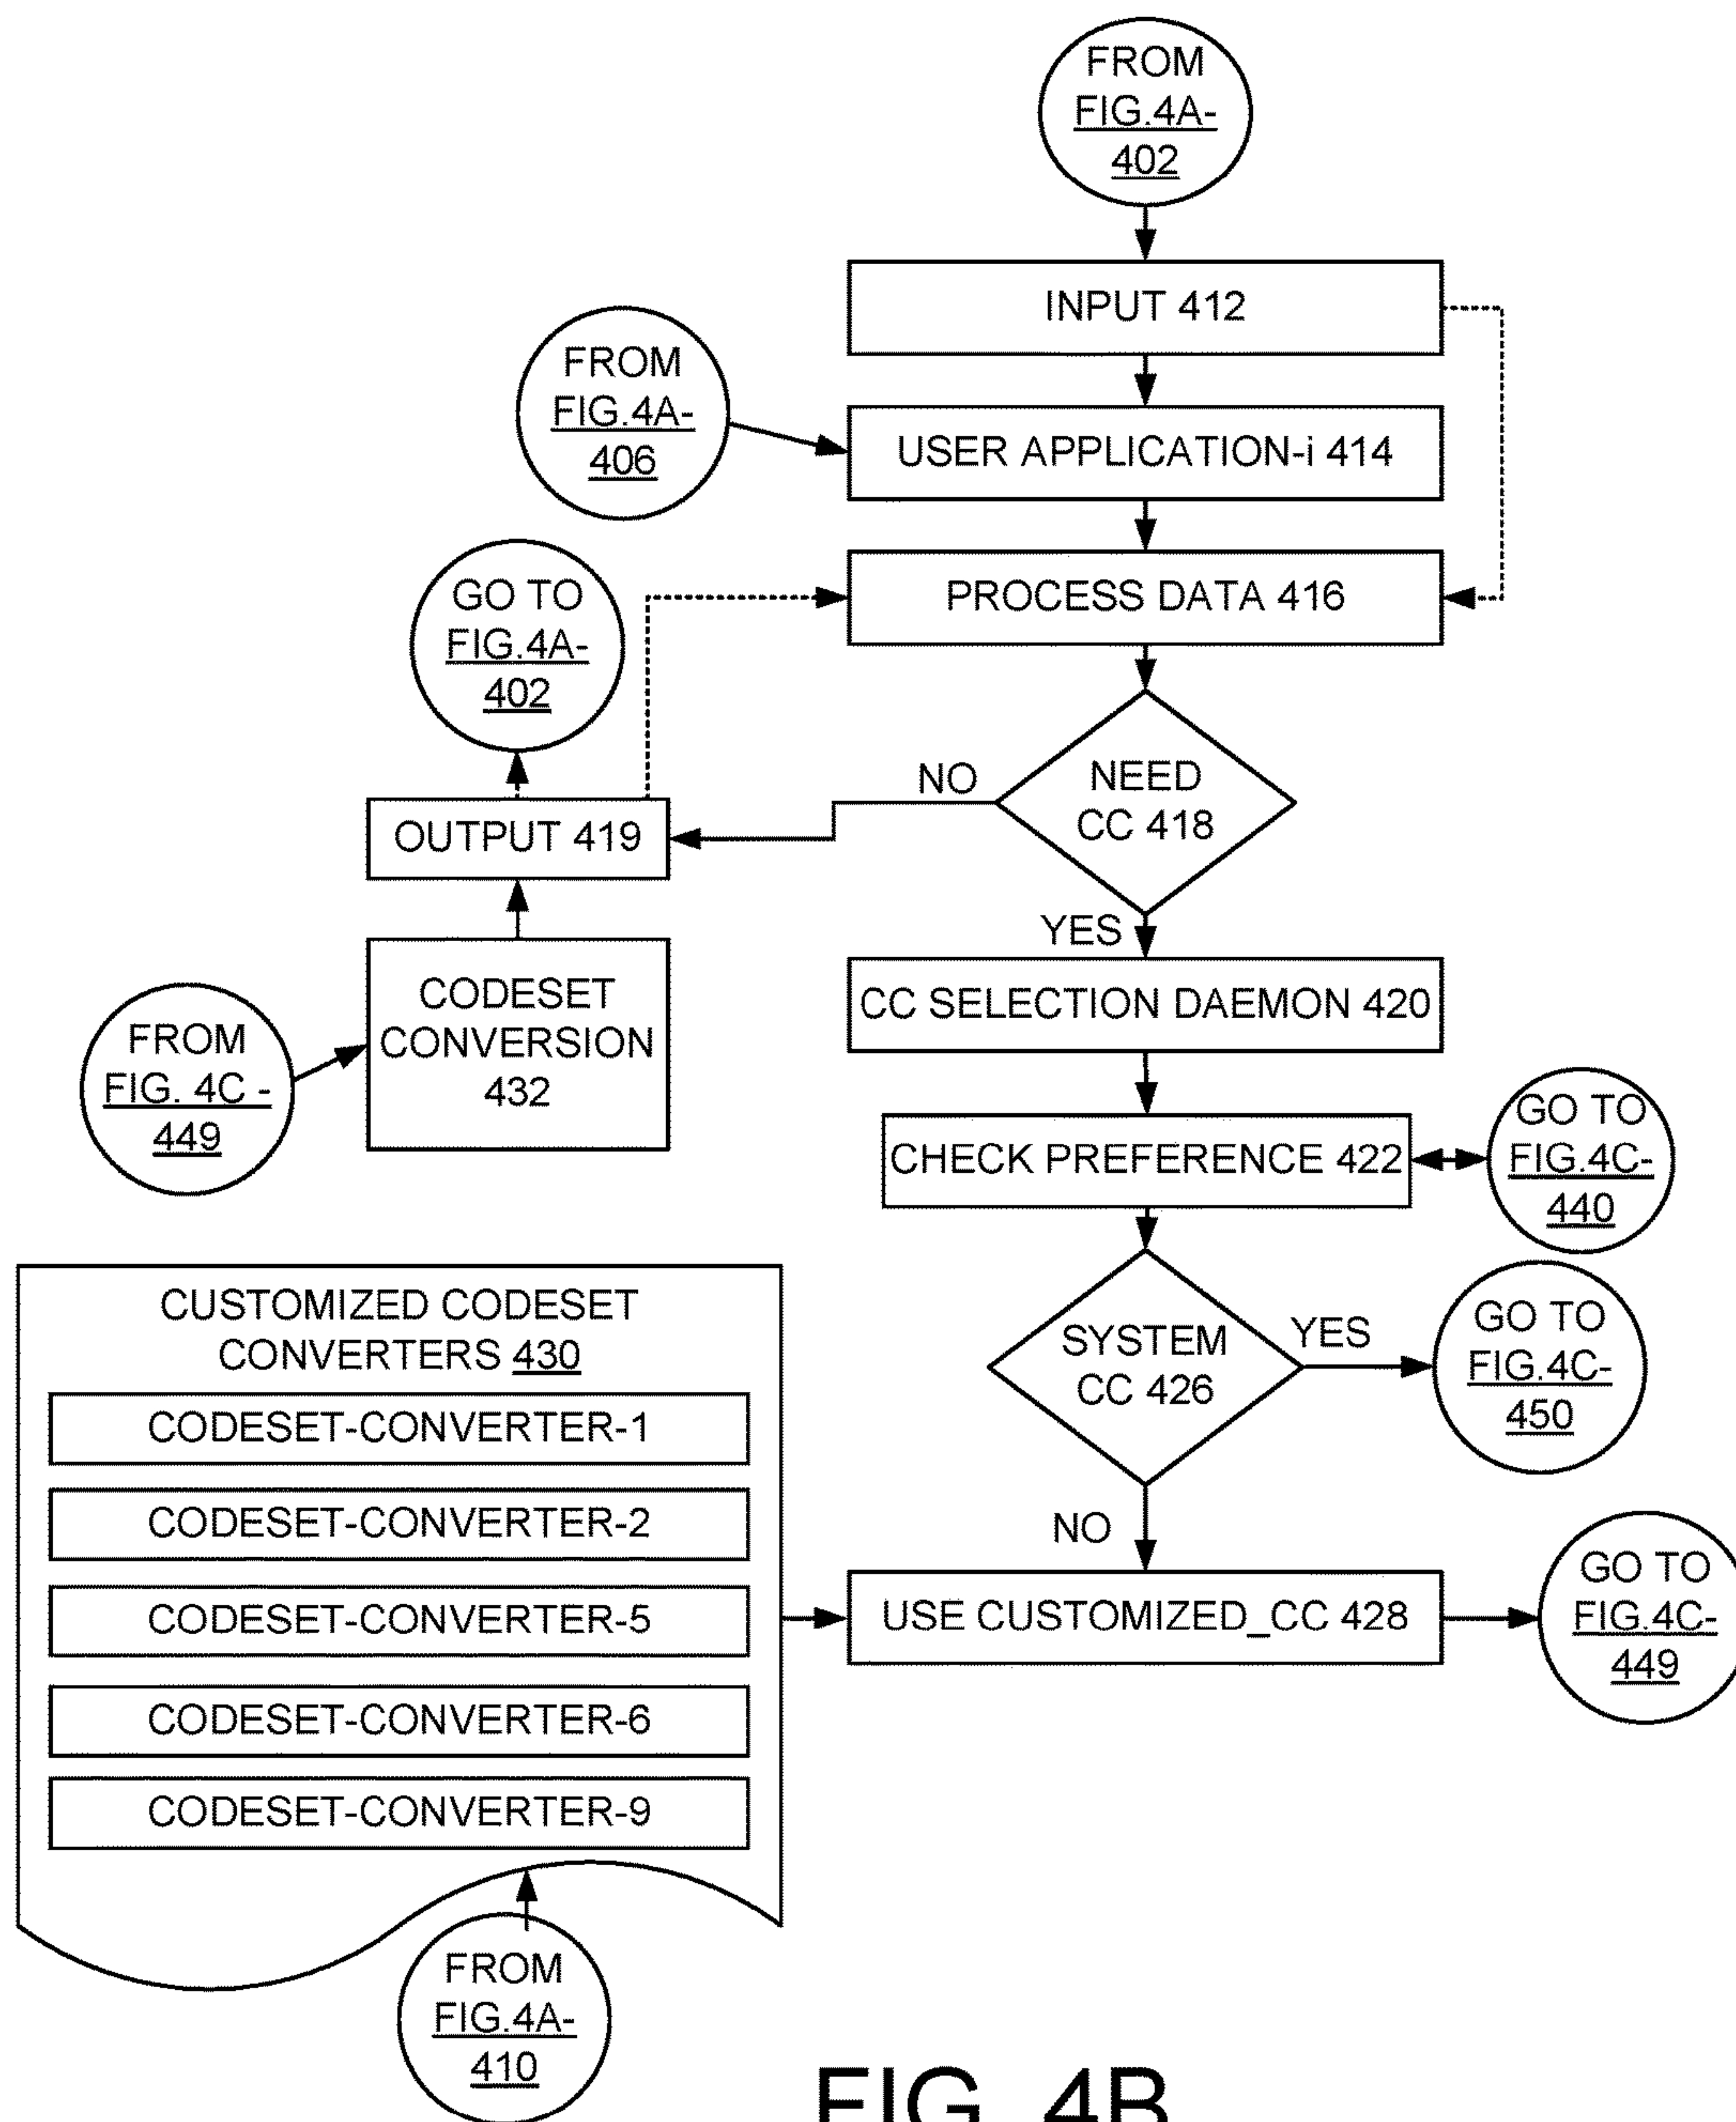 FROM
FIG.4A-
402
INPUT 412
FROM
FIG.4A-
406
USER APPLICATION-i 414
PROCESS DATA 416
GO TO
FIG.4A-
402
NO
NEED
CC 418
OUTPUT 419
YES
CODESET
CONVERSION
432
FROM
FIG. 4C -
449
CC SELECTION DAEMON 420
CHECK PREFERENCE 422
GO TO
FIG.4C-
440
SYSTEM
CC 426
YES
GO TO
FIG.4C-
450
NO
CUSTOMIZED CODESET
CONVERTERS 430
CODESET-CONVERTER-1
CODESET-CONVERTER-2
CODESET-CONVERTER-5
CODESET-CONVERTER-6
CODESET-CONVERTER-9
USE CUSTOMIZED_CC 428
GO TO
FIG.4C-
449
FROM
FIG.4A-
410
FIG. 4B